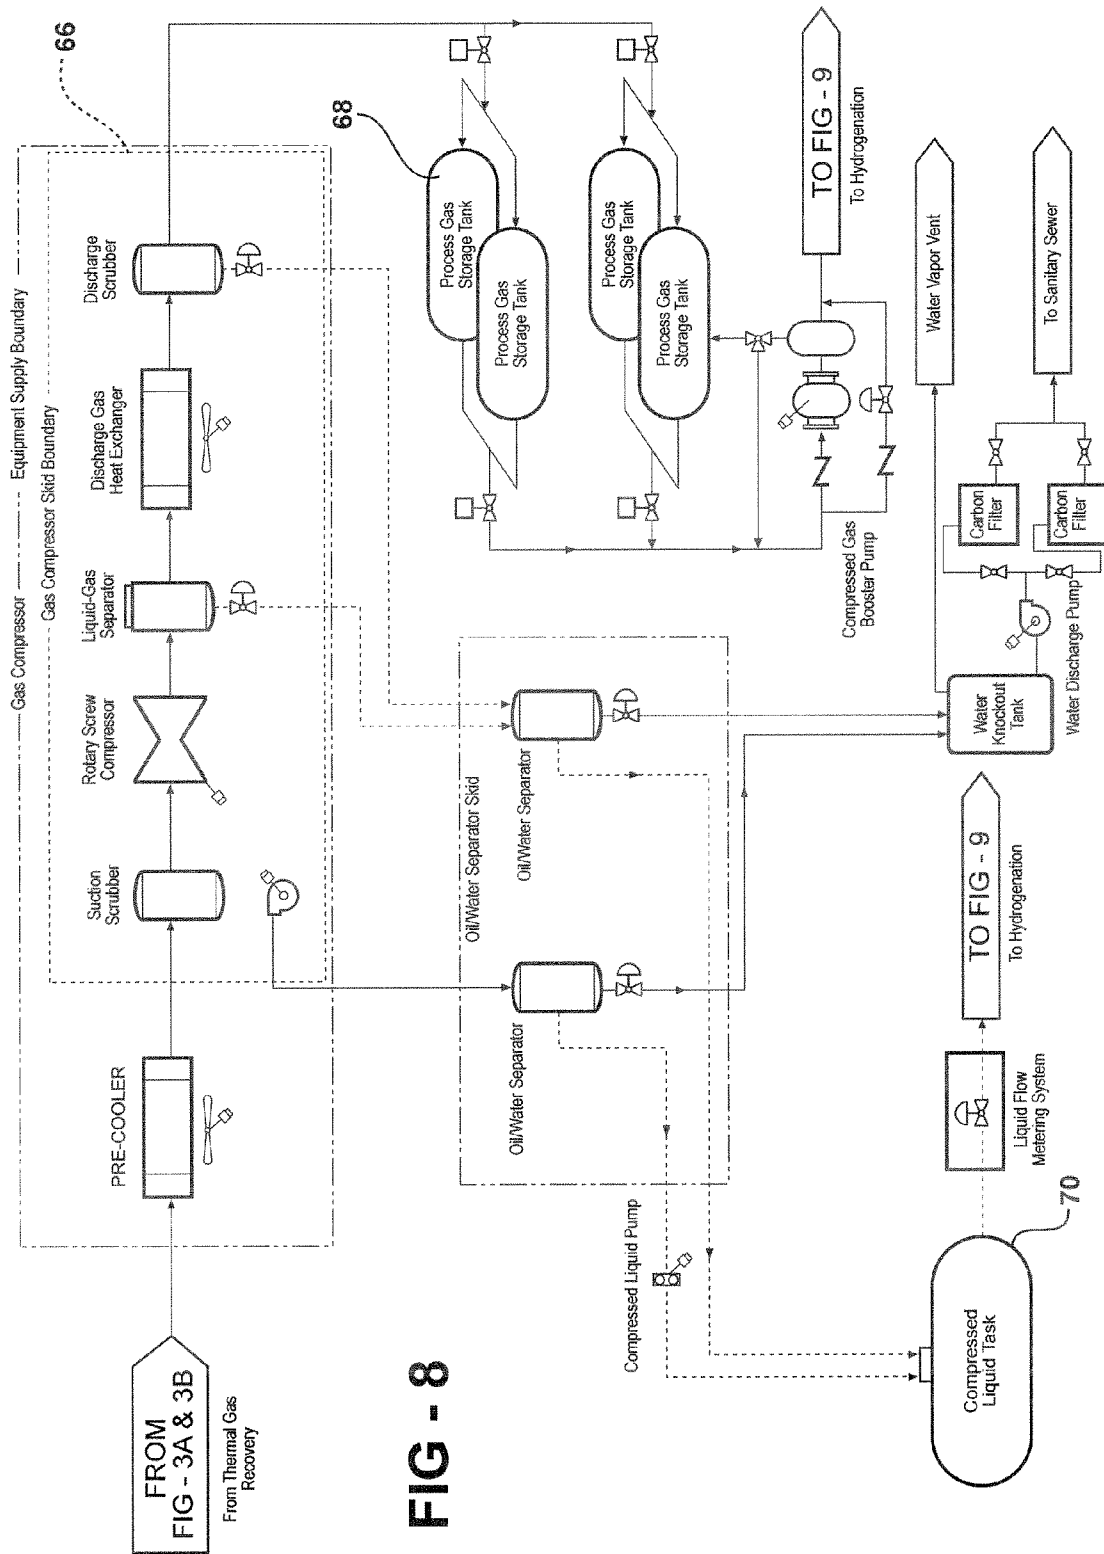 Gas Compressor
Equipment Supply Boundary
Gas Compressor Skid Boundary
66
FROM
FIG - 3A & 3B
From Thermal Gas
Recovery
PRE-COOLER
Suction
Scrubber
Rotary Screw
Compressor
Liquid-Gas
Separator
Discharge Gas
Heat Exchanger
Discharge
Scrubber
68
Process Gas
Storage Tank
Process Gas
Storage Tank
Process Gas
Storage Tank
Process Gas
Storage Tank
Oil/Water Separator Skid
Oil/Water Separator
Oil/Water Separator
Compressed Gas
Booster Pump
TO FIG - 9
To Hydrogenation
Compressed Liquid Pump
Water Vapor Vent
To Sanitary Sewer
Carbon
Filter
Carbon
Filter
Water
Knockout
Tank
Water Discharge Pump
Compressed
Liquid Task
70
Liquid Flow
Metering System
TO FIG - 9
To Hydrogenation
FIG - 8